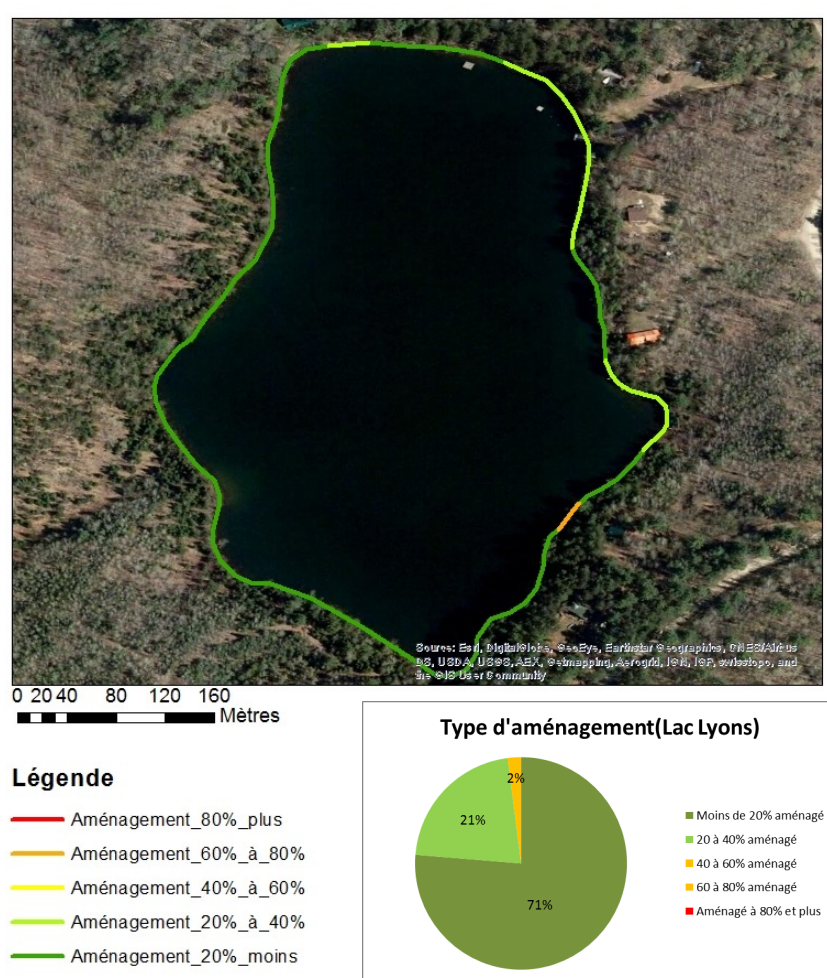 Source: Esri, DigitalGlobe, GeoEye, Earthstar Geographics, CNES/Airbus
DS, USDA, USGS, AEX, Getmapping, Aerogrid, IGN, IGP, swisstopo, and
the GIS User Community
0 20 40 80 120 160
Mètres
Légende
Aménagement_80%_plus
Aménagement_60%_à_80%
Aménagement_40%_à_60%
Aménagement_20%_à_40%
Aménagement_20%_moins
Type d'aménagement(Lac Lyons)
2%
21%
71%
Moins de 20% aménagé
20 à 40% aménagé
40 à 60% aménagé
60 à 80% aménagé
Aménagé à 80% et plus